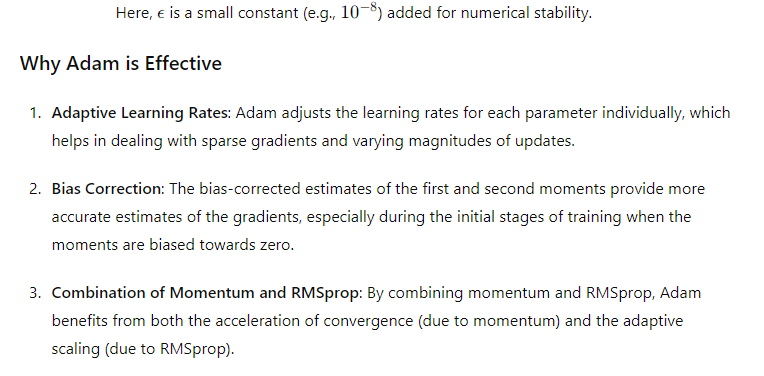 Here, ϵ is a small constant (e.g., 10⁻⁸) added for numerical stability.
Why Adam is Effective
1. Adaptive Learning Rates: Adam adjusts the learning rates for each parameter individually, which
helps in dealing with sparse gradients and varying magnitudes of updates.
2. Bias Correction: The bias-corrected estimates of the first and second moments provide more
accurate estimates of the gradients, especially during the initial stages of training when the
moments are biased towards zero.
3. Combination of Momentum and RMSprop: By combining momentum and RMSprop, Adam
benefits from both the acceleration of convergence (due to momentum) and the adaptive
scaling (due to RMSprop).